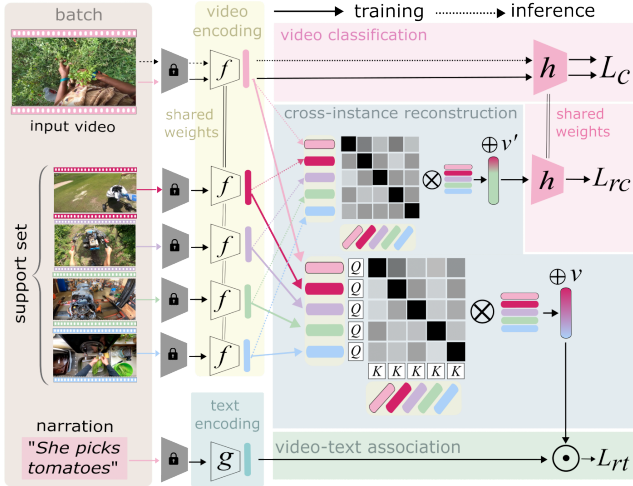 batch
video
encoding
training
inference
video classification
f
h
L_C
input video
shared
weights
cross-instance reconstruction
shared
weights
⊕ v'
⊗
h
L_rc
support set
f
f
f
f
Q
Q
Q
Q
Q
⊗
⊕ v
K K K K K
narration
"She picks
tomatoes"
text
encoding
g
video-text association
L_rt